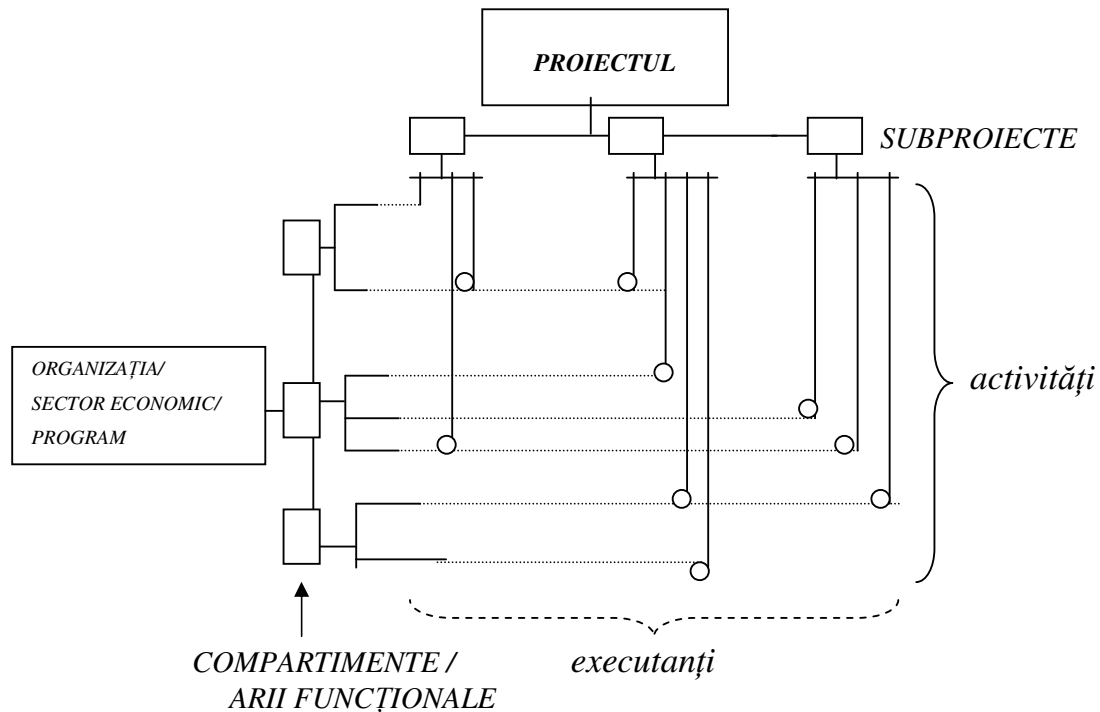 PROIECTUL
SUBPROIECTE
ORGANIZAȚIA/
SECTOR ECONOMIC/
PROGRAM
activități
COMPARTIMENTE /
ARII FUNCȚIONALE
executanți